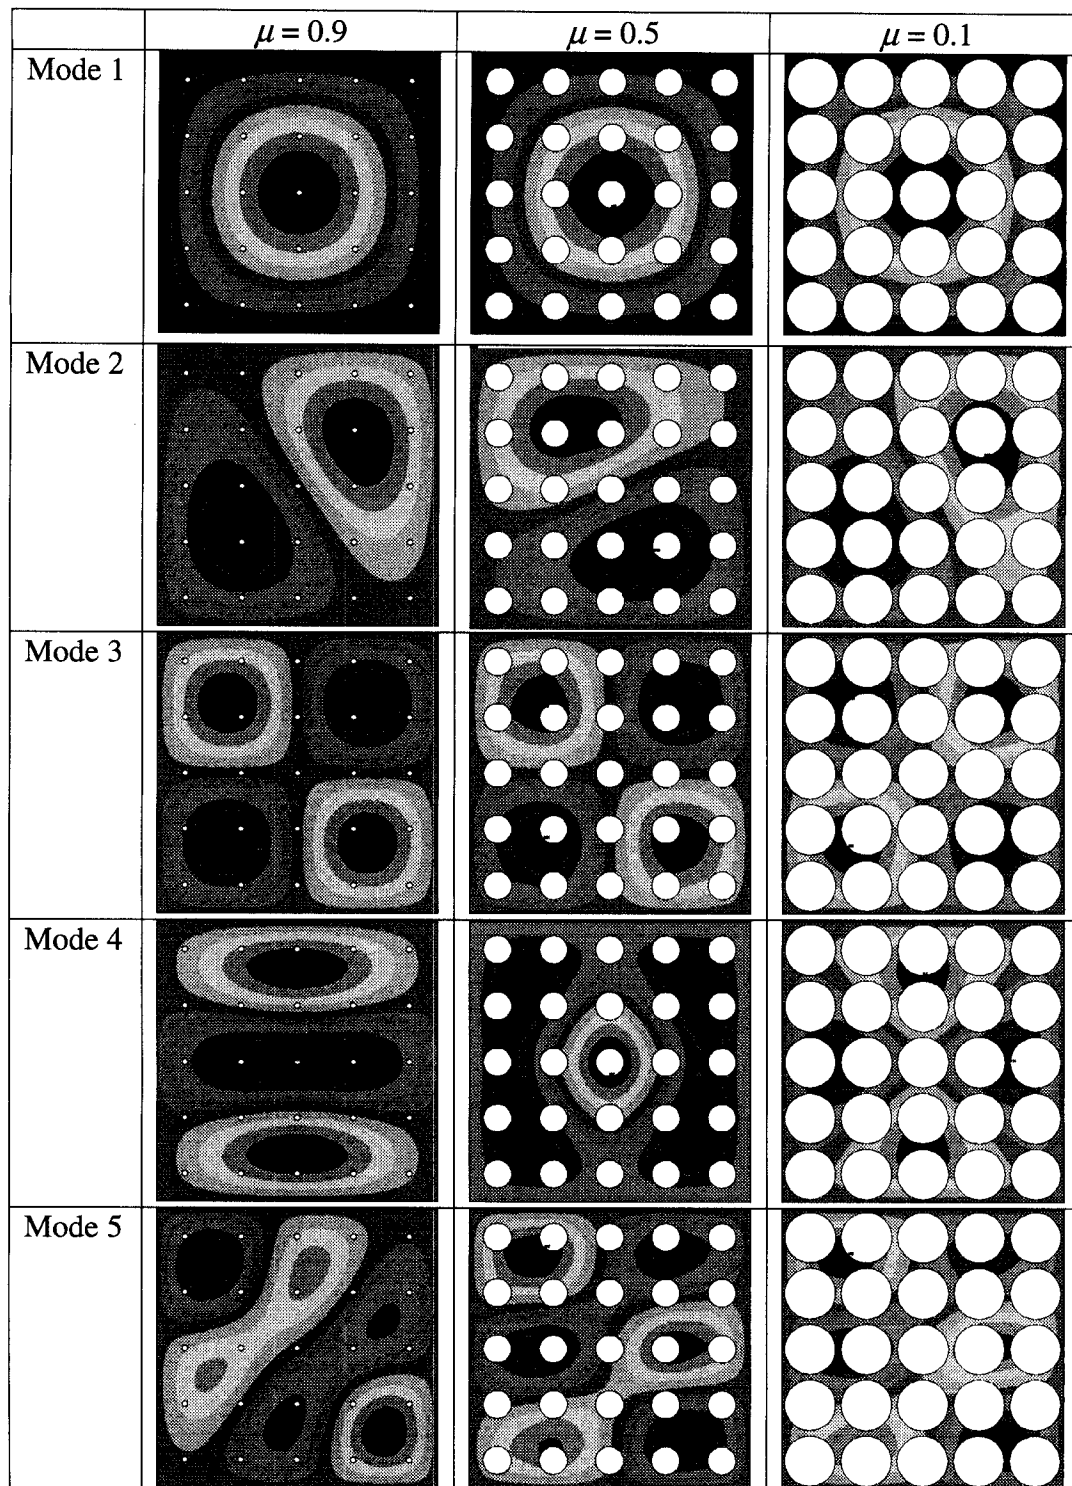 μ = 0.9 μ = 0.5 μ = 0.1
Mode 1
Mode 2
Mode 3
Mode 4
Mode 5